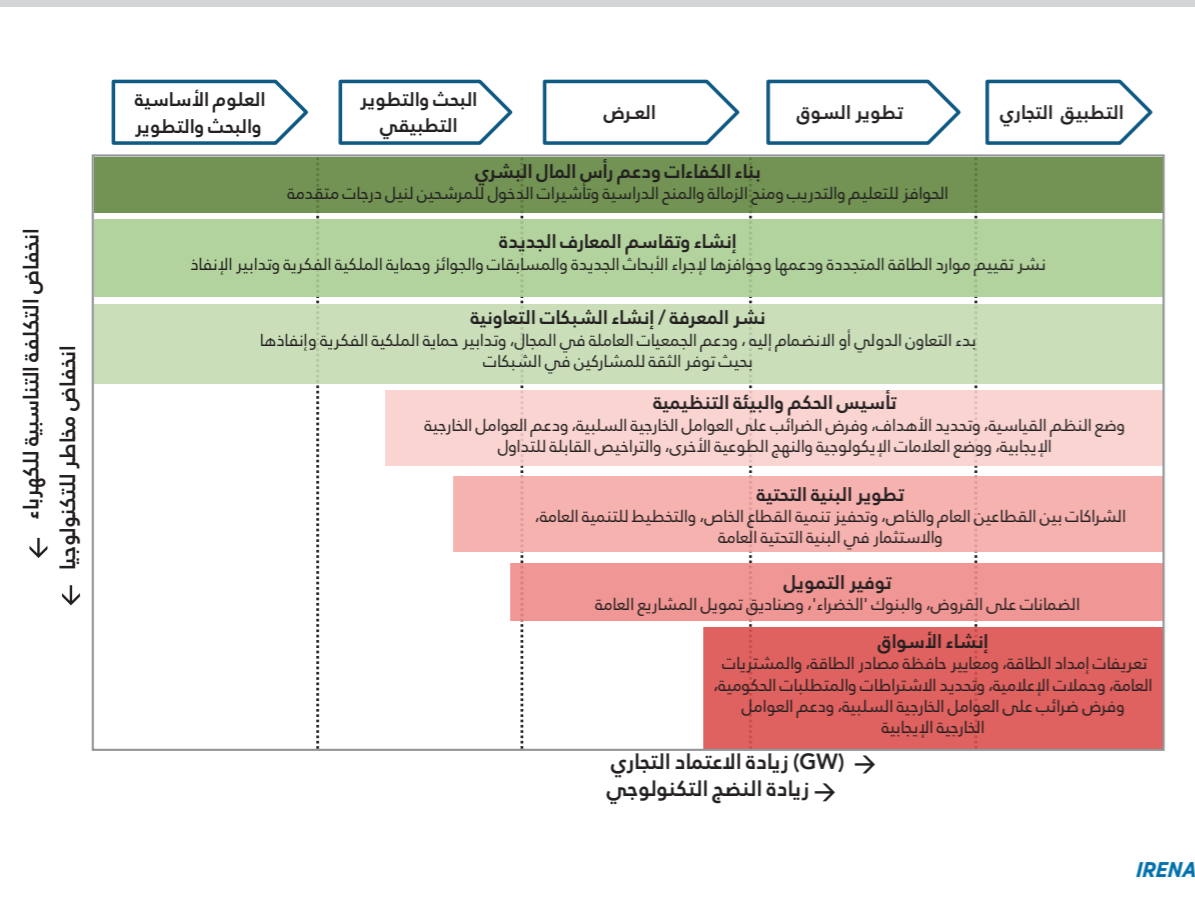 العلوم الأساسية
والبحث والتطوير
البحث والتطوير
التطبيقي
العرض
تطوير السوق
التطبيق التجاري
بناء الكفاءات ودعم رأس المال البشري
الحوافز للتعليم والتدريب ومنح الزمالة والمنح الدراسية وتأشيرات الدخول للمرشحين لنيل درجات متقدمة
إنشاء وتقاسم المعارف الجديدة
نشر تقييم موارد الطاقة المتجددة ودعمها وحوافزها لإجراء الأبحاث الجديدة والمسابقات والجوائز وحماية الملكية الفكرية وتدابير الإنفاذ
نشر المعرفة / إنشاء الشبكات التعاونية
بدء التعاون الدولي أو الانضمام إليه، ودعم الجمعيات العاملة في المجال، وتدابير حماية الملكية الفكرية وإنفاذها
بحيث توفر الثقة للمشاركين في الشبكات
تأسيس الحكم والبيئة التنظيمية
وضع النظم القياسية، وتحديد الأهداف، وفرض الضرائب على العوامل الخارجية السلبية، ودعم العوامل الخارجية
الإيجابية، ووضع العلامات الإيكولوجية والنهج الطوعية الأخرى، والتراخيص القابلة للتداول
تطوير البنية التحتية
الشراكات بين القطاعين العام والخاص، وتحفيز تنمية القطاع الخاص، والتخطيط للتنمية العامة،
والاستثمار في البنية التحتية العامة
توفير التمويل
الضمانات على القروض، والبنوك 'الخضراء'، وصناديق تمويل المشاريع العامة
إنشاء الأسواق
تعريفات إمداد الطاقة، ومعايير حافظة مصادر الطاقة، والمشتريات
العامة، وحملات الإعلامية، وتحديد الاشتراطات والمتطلبات الحكومية،
وفرض ضرائب على العوامل الخارجية السلبية، ودعم العوامل
الخارجية الإيجابية
انخفاض التكلفة التناسبية للكهرباء ←
انخفاض مخاطر للتكنولوجيا ←
→ (GW) زيادة الاعتماد التجاري
→ زيادة النضج التكنولوجي
IRENA